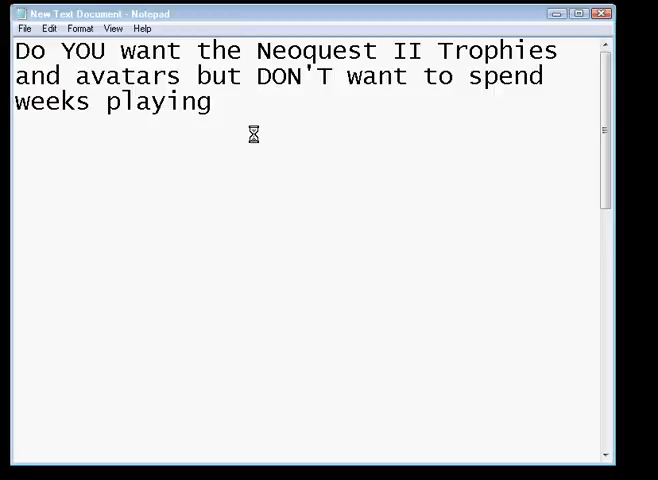 New Text Document - Notepad
File Edit Format View Help
Do YOU want the Neoquest II Trophies
and avatars but DON'T want to spend
weeks playing